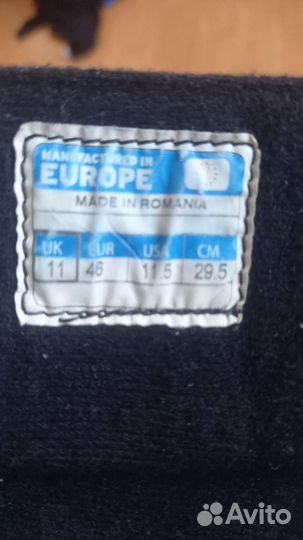 MANUFACTURED IN
EUROPE
MADE IN ROMANIA
UK EUR USA CM
11 46 11.5 29.5
Avito